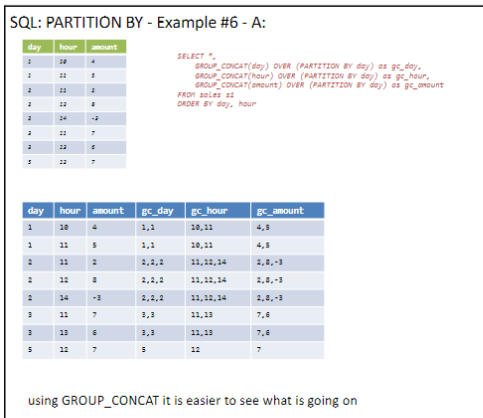 SQL: PARTITION BY - Example #6 - A:
day hour amount
1 10 4
1 11 5
2 11 2
2 12 8
2 14 -3
3 11 7
3 13 6
5 12 7
SELECT *,
GROUP_CONCAT(day) OVER (PARTITION BY day) as gc_day,
GROUP_CONCAT(hour) OVER (PARTITION BY day) as gc_hour,
GROUP_CONCAT(amount) OVER (PARTITION BY day) as gc_amount
FROM sales s1
ORDER BY day, hour
day hour amount gc_day gc_hour gc_amount
1 10 4 1,1 10,11 4,5
1 11 5 1,1 10,11 4,5
2 11 2 2,2,2 11,12,14 2,8,-3
2 12 8 2,2,2 11,12,14 2,8,-3
2 14 -3 2,2,2 11,12,14 2,8,-3
3 11 7 3,3 11,13 7,6
3 13 6 3,3 11,13 7,6
5 12 7 5 12 7
using GROUP_CONCAT it is easier to see what is going on